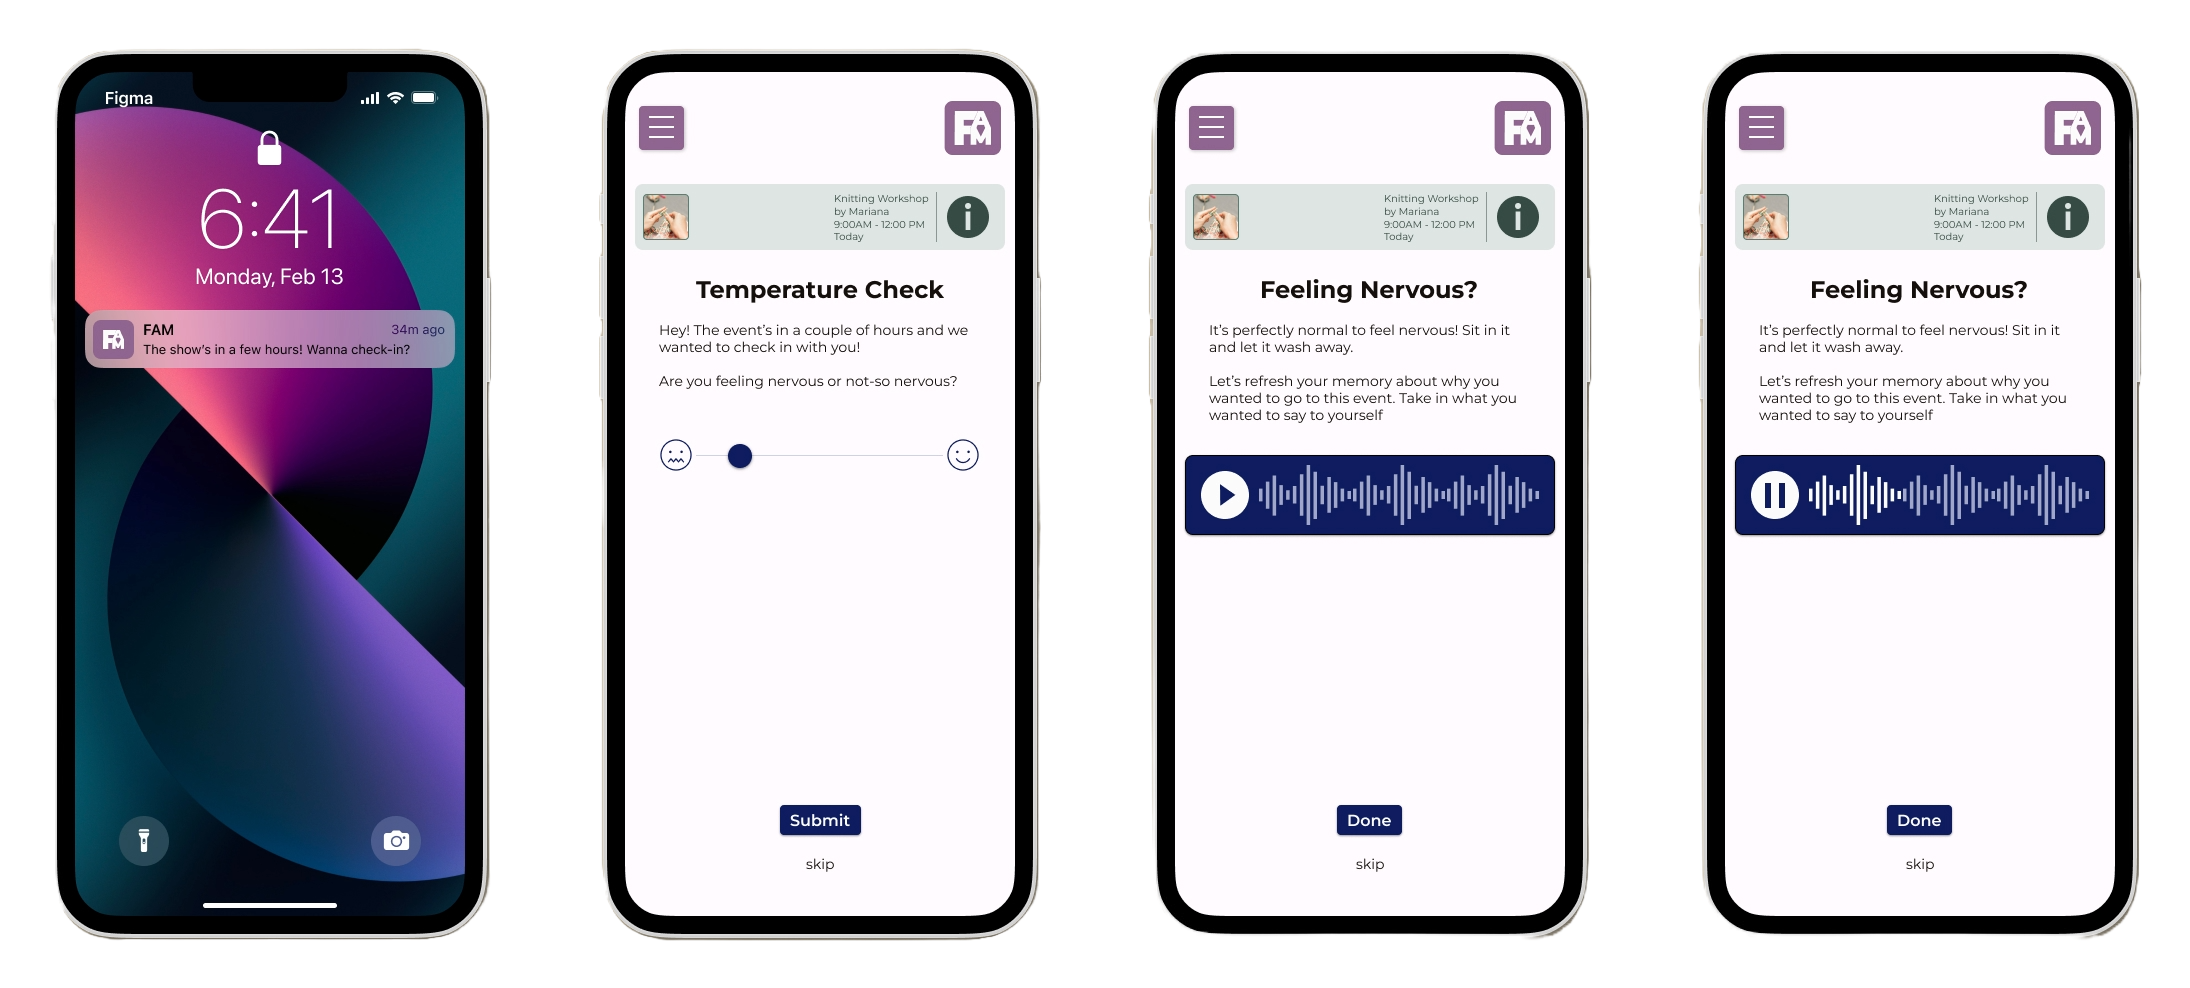 Figma
6:41
Monday, Feb 13
FAM
34m ago
The show's in a few hours! Wanna check-in?
FAM
Knitting Workshop
by Mariana
9:00AM - 12:00 PM
Today
i
Temperature Check
Hey! The event's in a couple of hours and we
wanted to check in with you!
Are you feeling nervous or not-so nervous?
Submit
skip
FAM
Knitting Workshop
by Mariana
9:00AM - 12:00 PM
Today
i
Feeling Nervous?
It's perfectly normal to feel nervous! Sit in it
and let it wash away.
Let's refresh your memory about why you
wanted to go to this event. Take in what you
wanted to say to yourself
Done
skip
FAM
Knitting Workshop
by Mariana
9:00AM - 12:00 PM
Today
i
Feeling Nervous?
It's perfectly normal to feel nervous! Sit in it
and let it wash away.
Let's refresh your memory about why you
wanted to go to this event. Take in what you
wanted to say to yourself
Done
skip